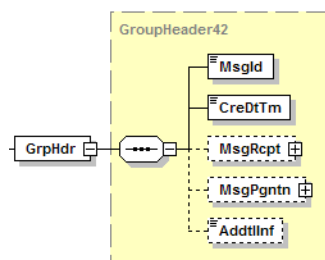 GroupHeader42
MsgId
CreDtTm
GrpHdr
MsgRcpt
MsgPgntn
AddtlInf